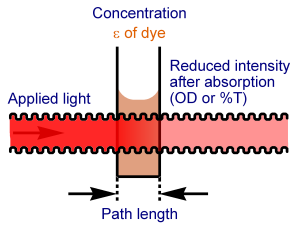 Concentration
ε of dye
Reduced intensity
after absorption
(OD or %T)
Applied light
Path length